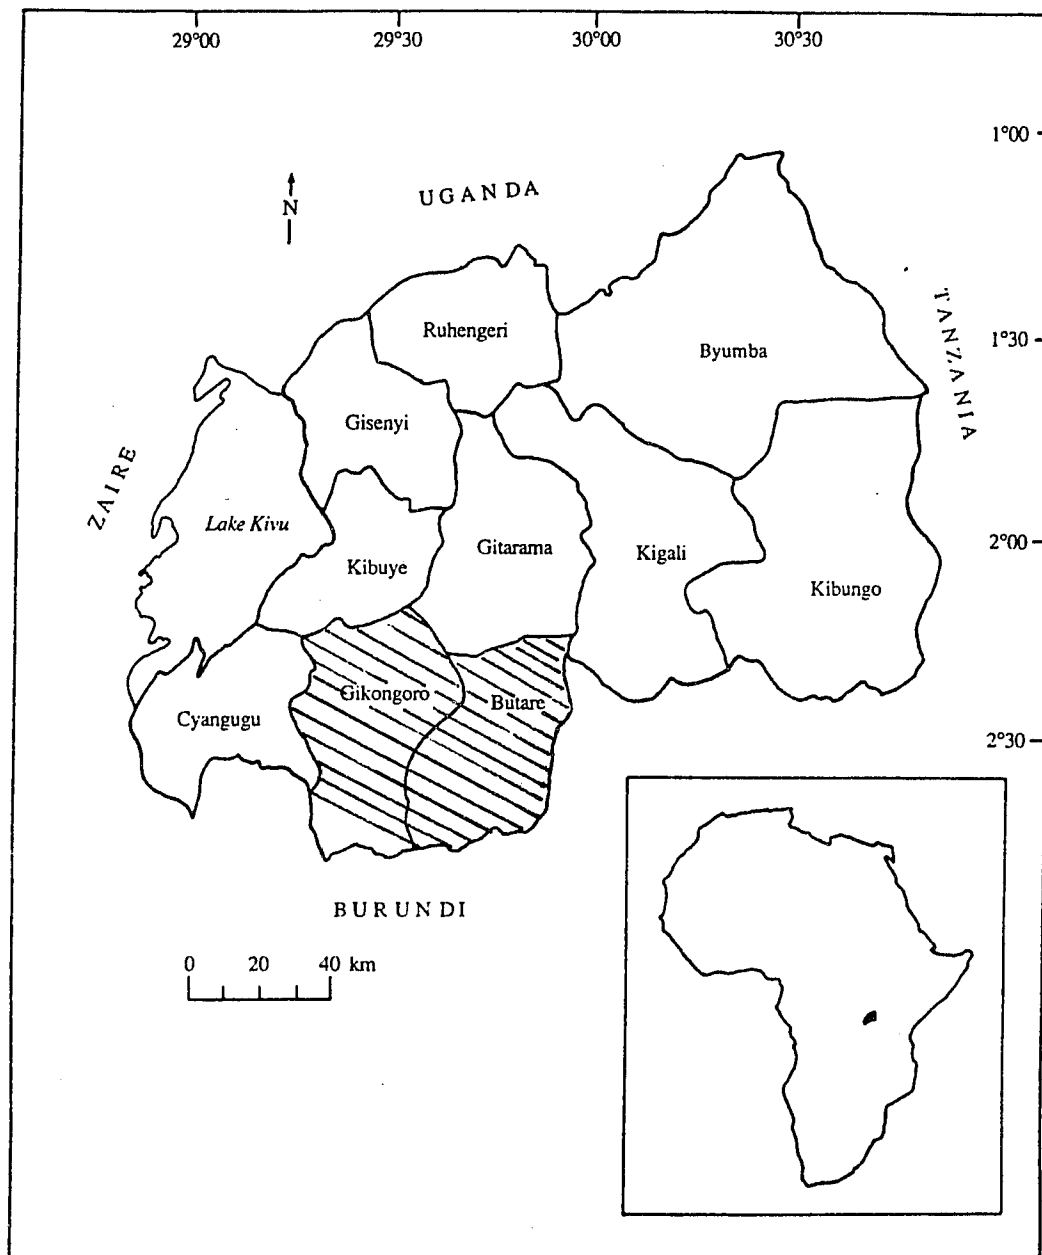 29°00 29°30 30°00 30°30
1°00
UGANDA
N
TANZANIA
Ruhengeri
1°30
Byumba
Gisenyi
ZAIRE
Lake Kivu
2°00
Gitarama
Kigali
Kibuye
Kibungo
Gikongoro
Butare
Cyangugu
2°30
BURUNDI
0 20 40 km